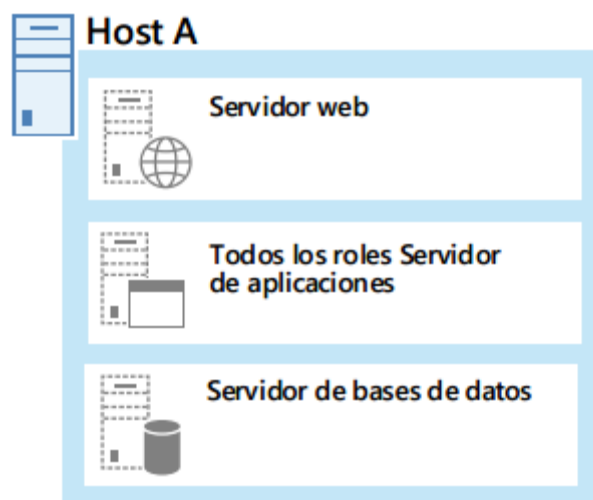 Host A
Servidor web
Todos los roles Servidor
de aplicaciones
Servidor de bases de datos